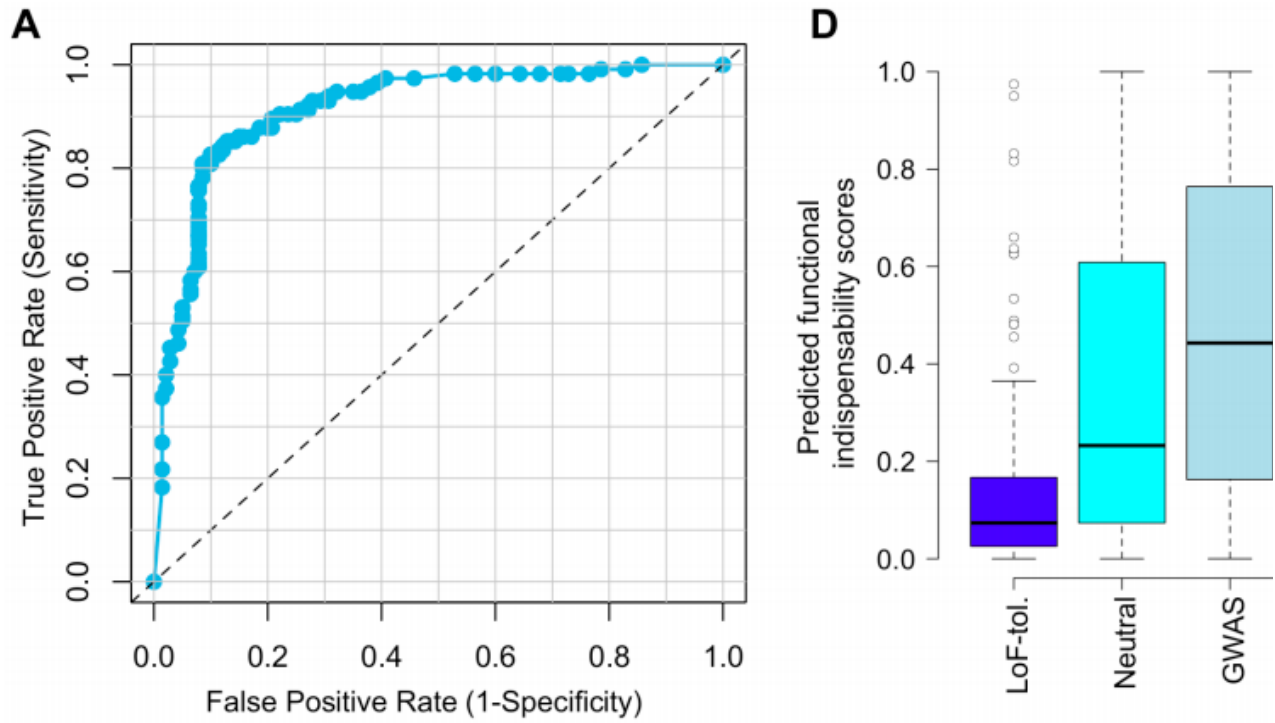 A
True Positive Rate (Sensitivity)
1.0
0.8
0.6
0.4
0.2
0.0
0.0 0.2 0.4 0.6 0.8 1.0
False Positive Rate (1-Specificity)
D
Predicted functional
indispensability scores
1.0
0.8
0.6
0.4
0.2
0.0
LoF-tol.
Neutral
GWAS